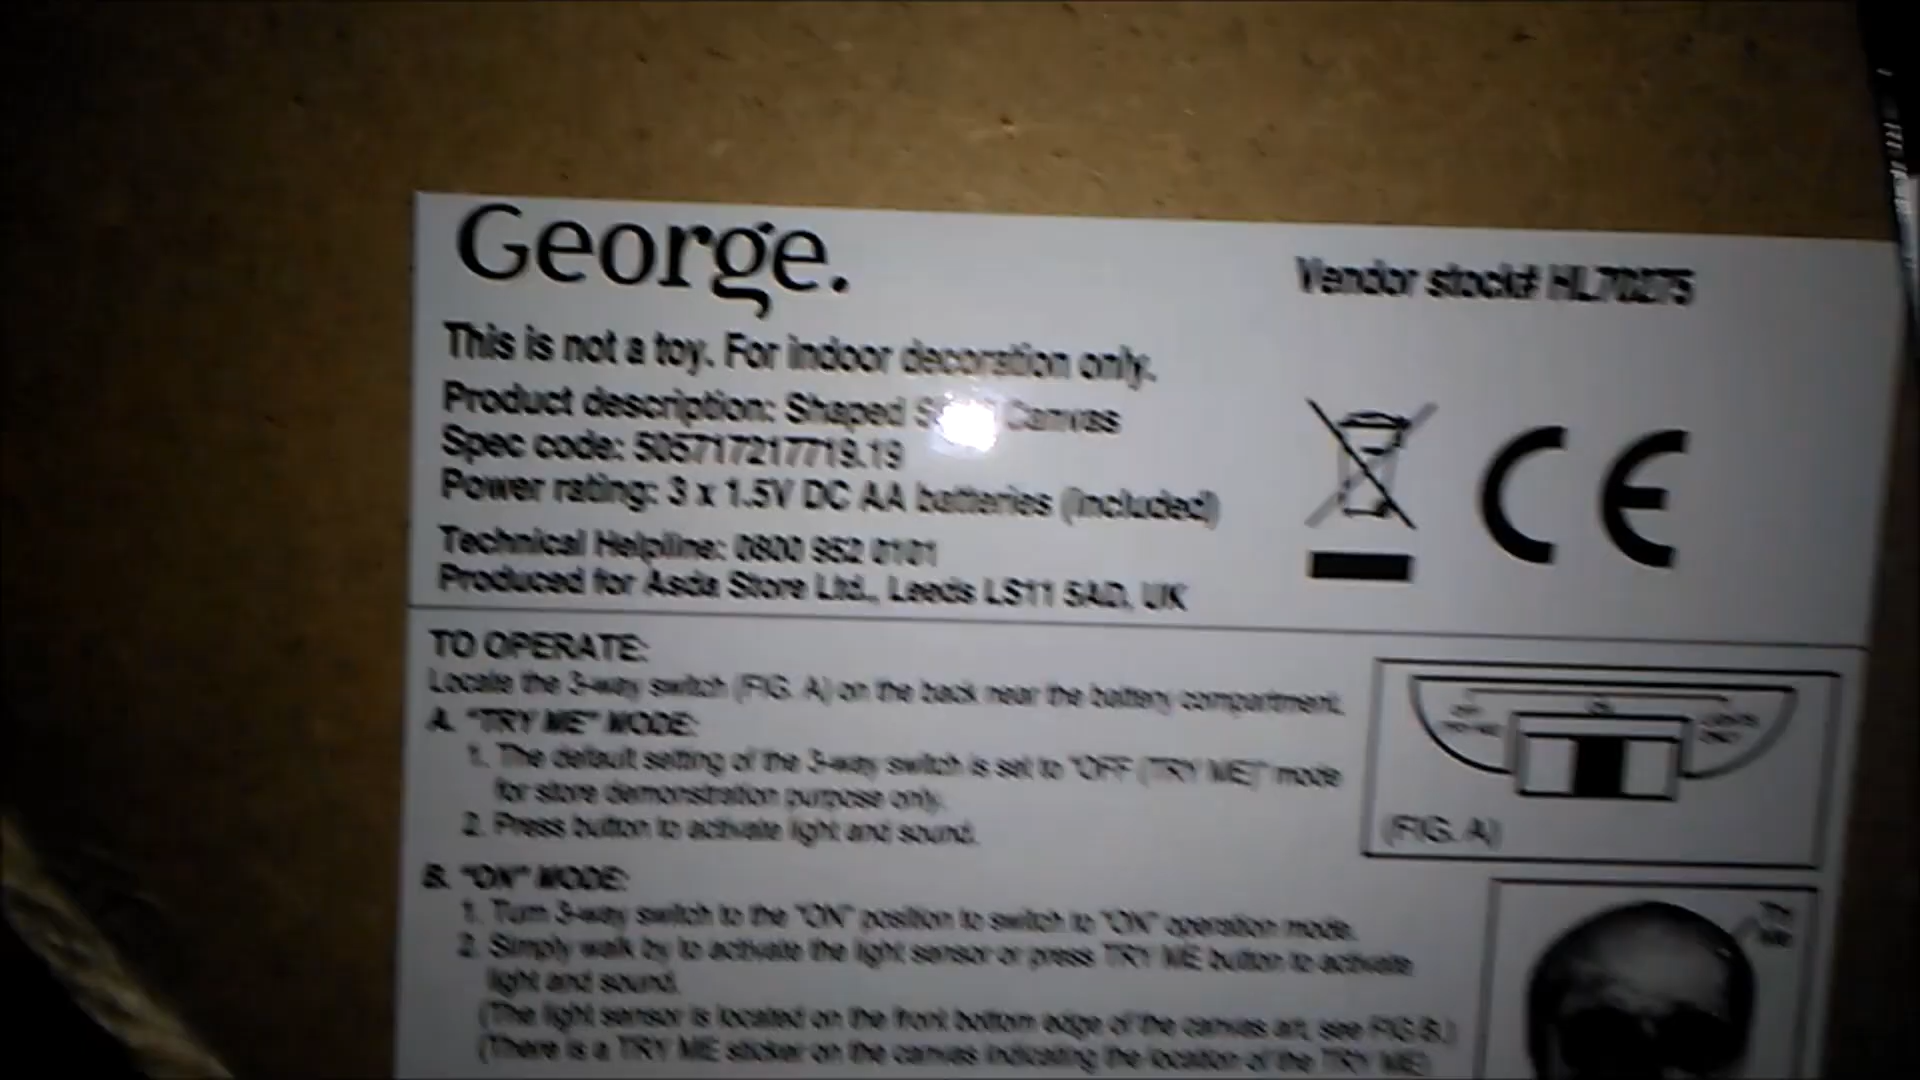 George.
Vendor stock# HL70275
This is not a toy. For indoor decoration only.
Product description: Shaped Canvas
Spec code: 505717217719.19
Power rating: 3 x 1.5V DC AA batteries (included)
Technical Helpline: 0800 952 0101
Produced for Asda Store Ltd., Leeds LS11 5AD, UK
CE
TO OPERATE:
Locate the 3-way switch (FIG. A) on the back near the battery compartment.
A. "TRY ME" MODE:
1. The default setting of the 3-way switch is set to "OFF (TRY ME)" mode
for store demonstration purpose only.
2. Press button to activate light and sound.
(FIG. A)
B. "ON" MODE:
1. Turn 3-way switch to the "ON" position to switch to "ON" operation mode.
2. Simply walk by to activate the light sensor or press TRY ME button to activate
light and sound.
(The light sensor is located on the front bottom edge of the canvas art, see FIG B.)
(There is a TRY ME sticker on the canvas indicating the location of the TRY ME)